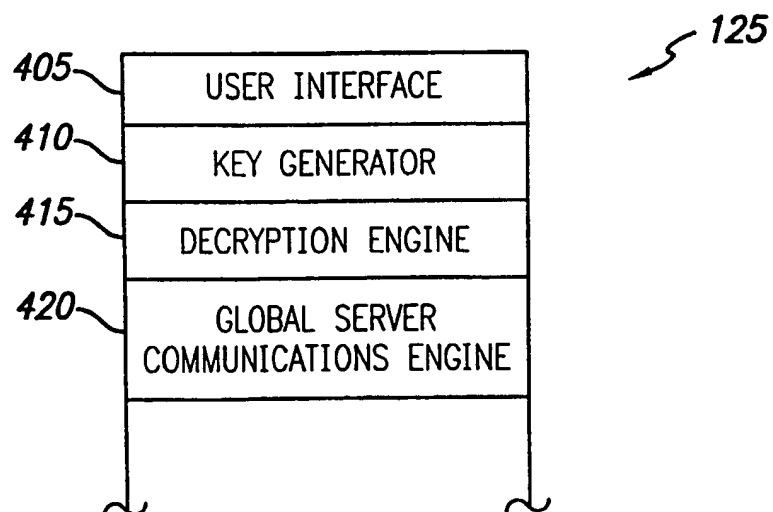 125
405 USER INTERFACE
410 KEY GENERATOR
415 DECRYPTION ENGINE
420 GLOBAL SERVER
COMMUNICATIONS ENGINE